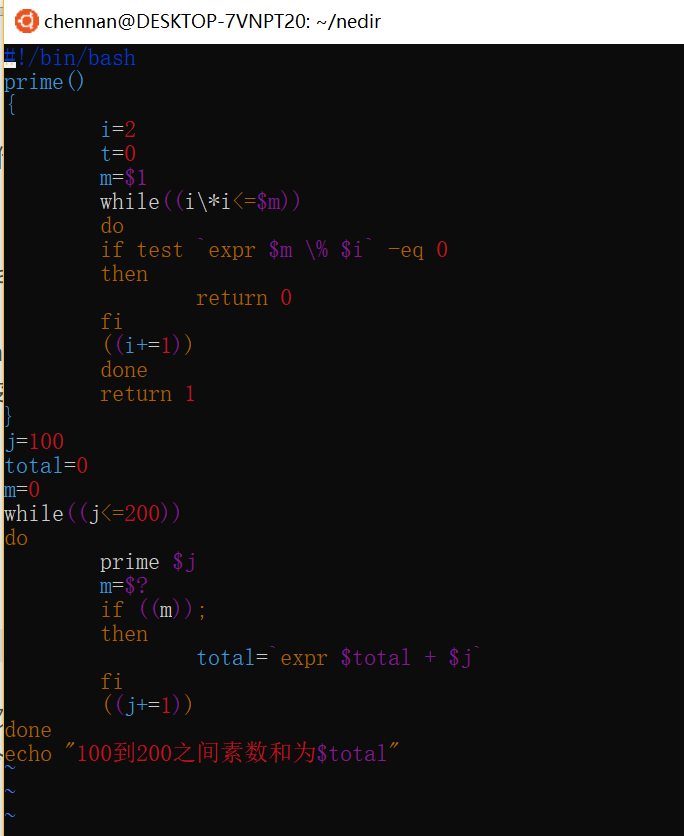 chennan@DESKTOP-7VNPT20: ~/nedir
#!/bin/bash
prime()
{
i=2
t=0
m=$1
while((i\*i<=$m))
do
if test `expr $m \% $i` -eq 0
then
return 0
fi
((i+=1))
done
return 1
}
j=100
total=0
m=0
while((j<=200))
do
prime $j
m=$?
if ((m));
then
total=`expr $total + $j`
fi
((j+=1))
done
echo "100到200之间素数和为$total"
~
~
~